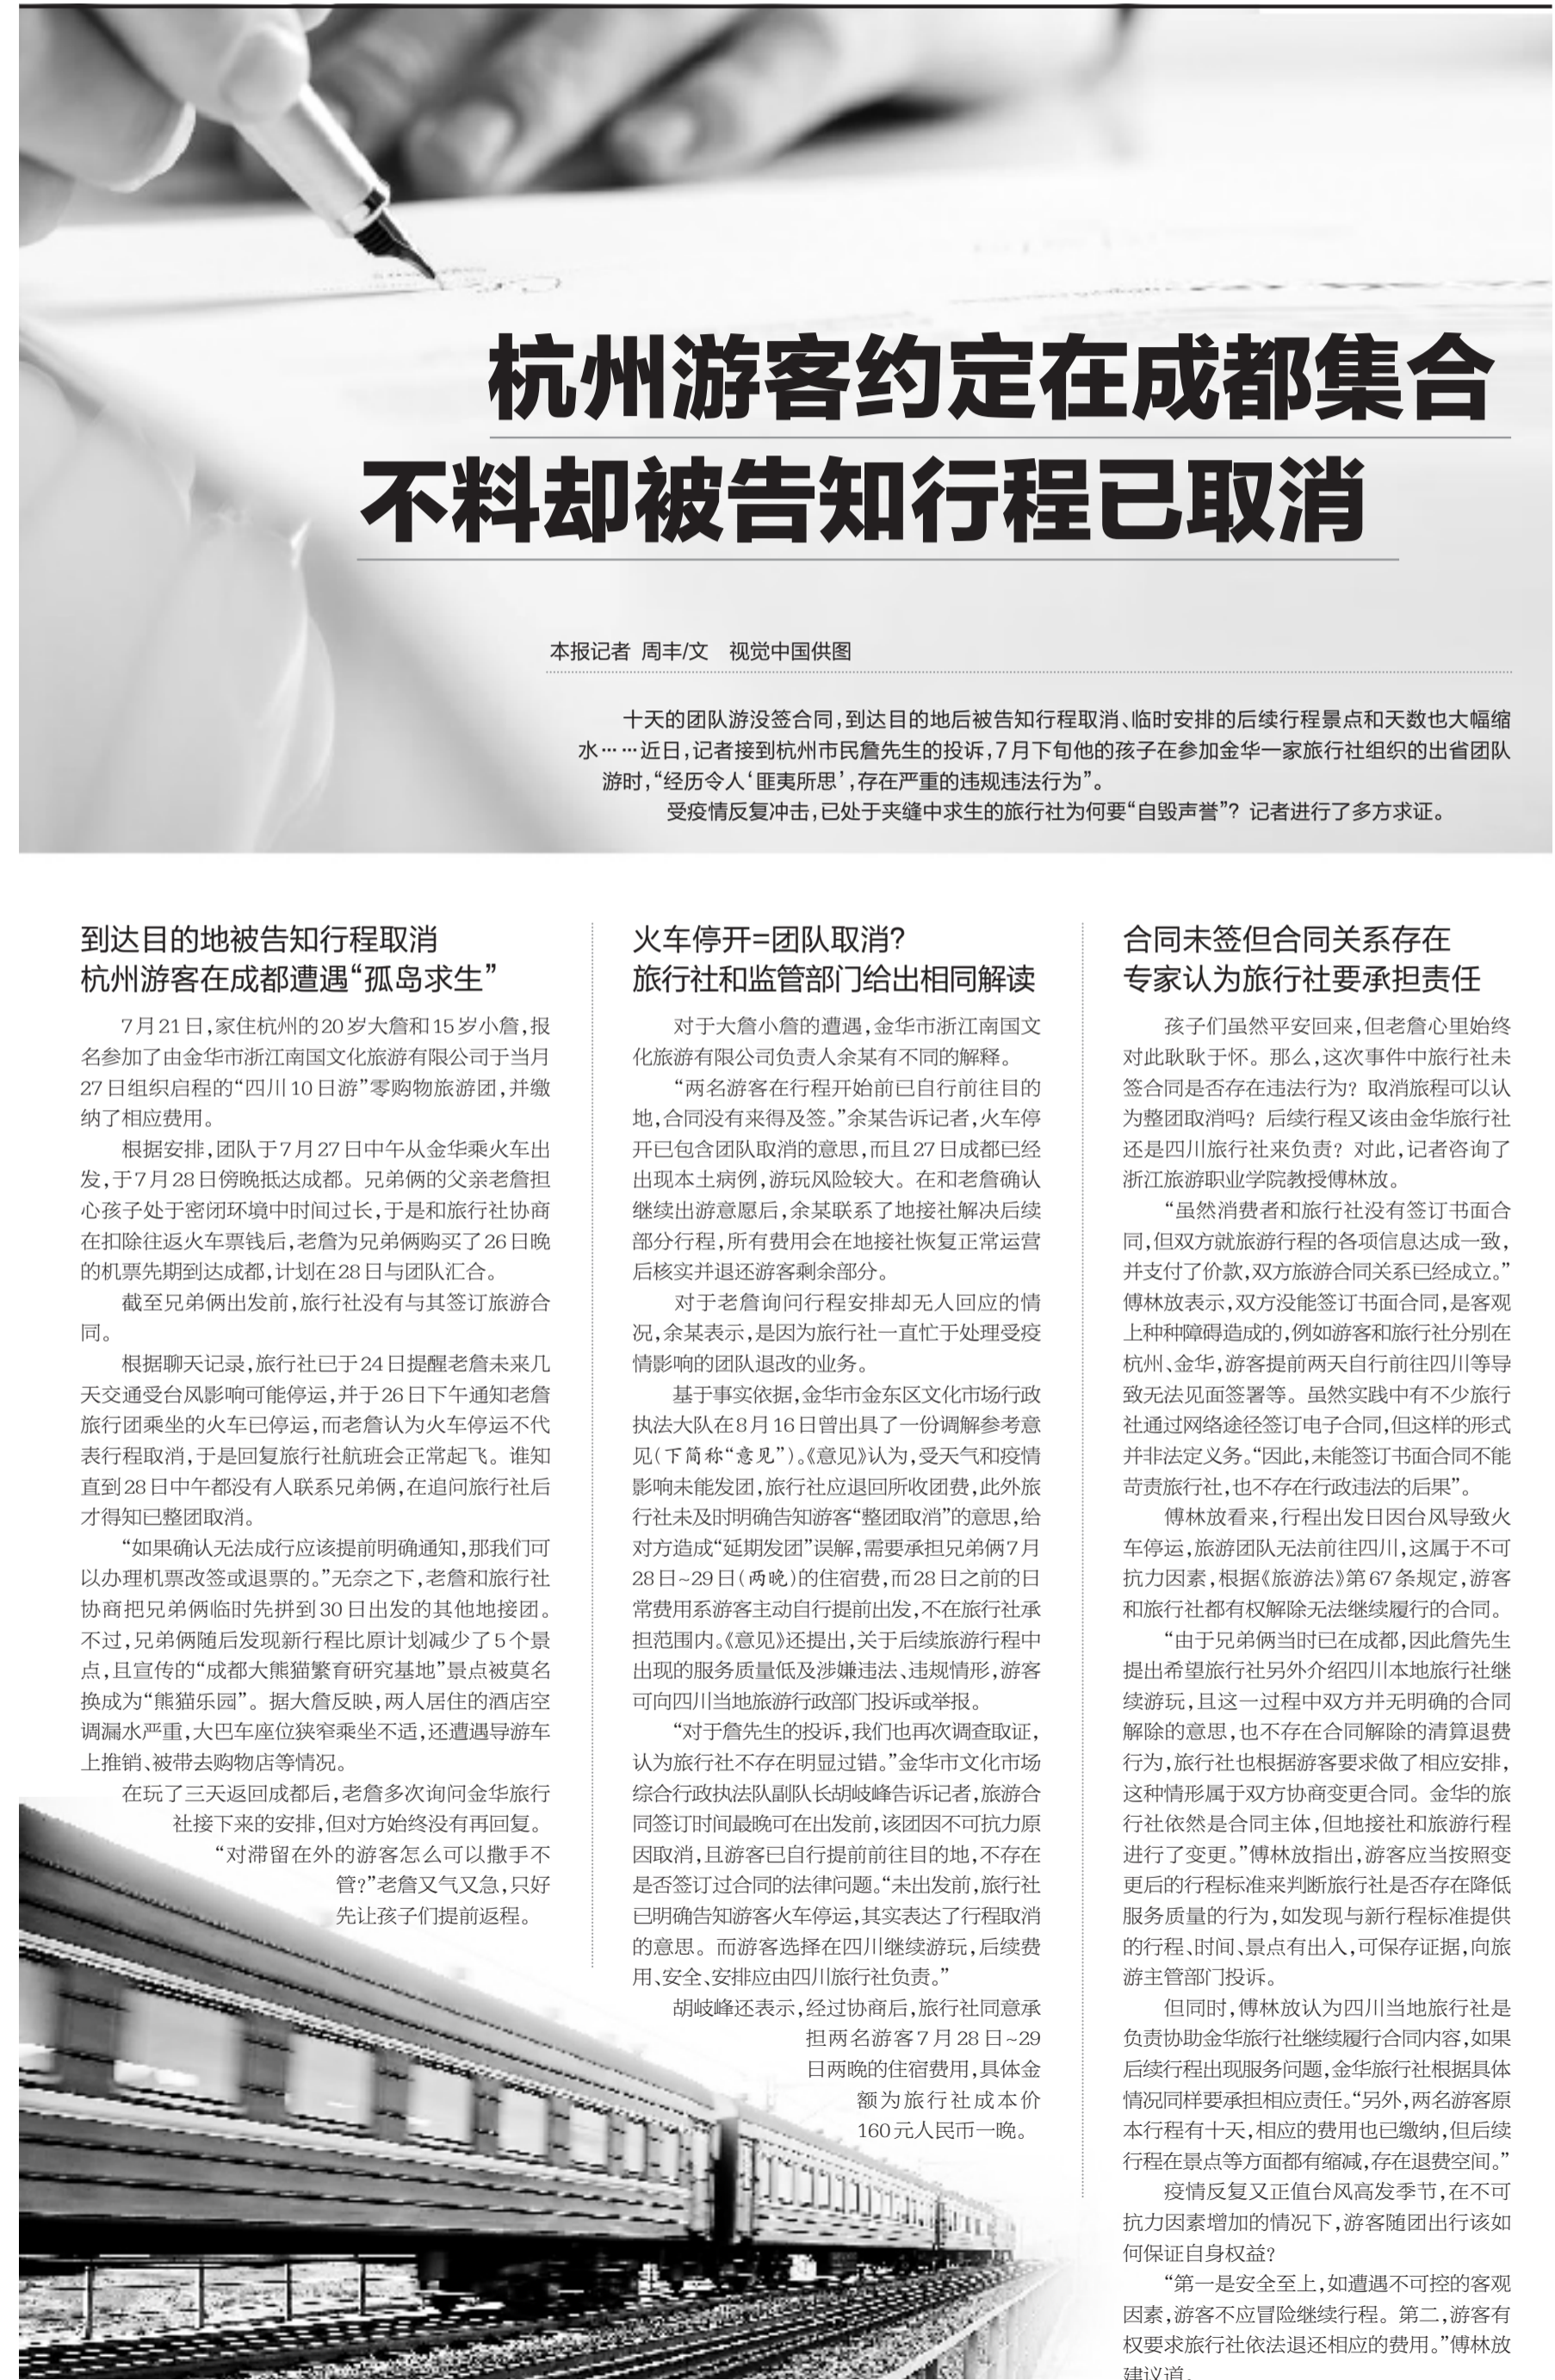 杭州游客约定在成都集合
不料却被告知行程已取消
本报记者 周丰/文 视觉中国供图
十天的团队游没签合同,到达目的地后被告知行程取消、临时安排的后续行程景点和天数也大幅缩
水……近日,记者接到杭州市民詹先生的投诉,7月下旬他的孩子在参加金华一家旅行社组织的出省团队
游时,“经历令人‘匪夷所思’,存在严重的违规违法行为”。
受疫情反复冲击,已处于夹缝中求生的旅行社为何要“自毁声誉”?记者进行了多方求证。
到达目的地被告知行程取消
杭州游客在成都遭遇“孤岛求生”
7月21日,家住杭州的20岁大詹和15岁小詹,报
名参加了由金华市浙江南国文化旅游有限公司于当月
27日组织启程的“四川10日游”零购物旅游团,并缴
纳了相应费用。
根据安排,团队于7月27日中午从金华乘火车出
发,于7月28日傍晚抵达成都。兄弟俩的父亲老詹担
心孩子处于密闭环境中时间过长,于是和旅行社协商
在扣除往返火车票钱后,老詹为兄弟俩购买了26日晚
的机票先期到达成都,计划在28日与团队汇合。
截至兄弟俩出发前,旅行社没有与其签订旅游合
同。
根据聊天记录,旅行社已于24日提醒老詹未来几
天交通受台风影响可能停运,并于26日下午通知老詹
旅行团乘坐的火车已停运,而老詹认为火车停运不代
表行程取消,于是回复旅行社航班会正常起飞。谁知
直到28日中午都没有人联系兄弟俩,在追问旅行社后
才得知已整团取消。
“如果确认无法成行应该提前明确通知,那我们可
以办理机票改签或退票的。”无奈之下,老詹和旅行社
协商把兄弟俩临时先拼到30日出发的其他地接团。
不过,兄弟俩随后发现新行程比原计划减少了5个景
点,且宣传的“成都大熊猫繁育研究基地”景点被莫名
换成为“熊猫乐园”。据大詹反映,两人居住的酒店空
调漏水严重,大巴车座位狭窄乘坐不适,还遭遇导游车
上推销、被带去购物店等情况。
在玩了三天返回成都后,老詹多次询问金华旅行
社接下来的安排,但对方始终没有再回复。
“对滞留在外的游客怎么可以撒手不
管?”老詹又气又急,只好
先让孩子们提前返程。
火车停开=团队取消?
旅行社和监管部门给出相同解读
对于大詹小詹的遭遇,金华市浙江南国文
化旅游有限公司负责人余某有不同的解释。
“两名游客在行程开始前已自行前往目的
地,合同没有来得及签。”余某告诉记者,火车停
开已包含团队取消的意思,而且27日成都已经
出现本土病例,游玩风险较大。在和老詹确认
继续出游意愿后,余某联系了地接社解决后续
部分行程,所有费用会在地接社恢复正常运营
后核实并退还游客剩余部分。
对于老詹询问行程安排却无人回应的情
况,余某表示,是因为旅行社一直忙于处理受疫
情影响的团队退改的业务。
基于事实依据,金华市金东区文化市场行政
执法大队在8月16日曾出具了一份调解参考意
见(下简称“意见”)。《意见》认为,受天气和疫情
影响未能发团,旅行社应退回所收团费,此外旅
行社未及时明确告知游客“整团取消”的意思,给
对方造成“延期发团”误解,需要承担兄弟俩7月
28日~29日(两晚)的住宿费,而28日之前的日
常费用系游客主动自行提前出发,不在旅行社承
担范围内。《意见》还提出,关于后续旅游行程中
出现的服务质量低及涉嫌违法、违规情形,游客
可向四川当地旅游行政部门投诉或举报。
“对于詹先生的投诉,我们也再次调查取证,
认为旅行社不存在明显过错。”金华市文化市场
综合行政执法队副队长胡岐峰告诉记者,旅游合
同签订时间最晚可在出发前,该团因不可抗力原
因取消,且游客已自行提前前往目的地,不存在
是否签订过合同的法律问题。“未出发前,旅行社
已明确告知游客火车停运,其实表达了行程取消
的意思。而游客选择在四川继续游玩,后续费
用、安全、安排应由四川旅行社负责。”
胡岐峰还表示,经过协商后,旅行社同意承
担两名游客7月28日~29
日两晚的住宿费用,具体金
额为旅行社成本价
160元人民币一晚。
合同未签但合同关系存在
专家认为旅行社要承担责任
孩子们虽然平安回来,但老詹心里始终
对此耿耿于怀。那么,这次事件中旅行社未
签合同是否存在违法行为?取消旅程可以认
为整团取消吗?后续行程又该由金华旅行社
还是四川旅行社来负责?对此,记者咨询了
浙江旅游职业学院教授傅林放。
“虽然消费者和旅行社没有签订书面合
同,但双方就旅游行程的各项信息达成一致,
并支付了价款,双方旅游合同关系已经成立。”
傅林放表示,双方没能签订书面合同,是客观
上种种障碍造成的,例如游客和旅行社分别在
杭州、金华,游客提前两天自行前往四川等导
致无法见面签署等。虽然实践中有不少旅行
社通过网络途径签订电子合同,但这样的形式
并非法定义务。“因此,未能签订书面合同不能
苛责旅行社,也不存在行政违法的后果”。
傅林放看来,行程出发日因台风导致火
车停运,旅游团队无法前往四川,这属于不可
抗力因素,根据《旅游法》第67条规定,游客
和旅行社都有权解除无法继续履行的合同。
“由于兄弟俩当时已在成都,因此詹先生
提出希望旅行社另外介绍四川本地旅行社继
续游玩,且这一过程中双方并无明确的合同
解除的意思,也不存在合同解除的清算退费
行为,旅行社也根据游客要求做了相应安排,
这种情形属于双方协商变更合同。金华的旅
行社依然是合同主体,但地接社和旅游行程
进行了变更。”傅林放指出,游客应当按照变
更后的行程标准来判断旅行社是否存在降低
服务质量的行为,如发现与新行程标准提供
的行程、时间、景点有出入,可保存证据,向旅
游主管部门投诉。
但同时,傅林放认为四川当地旅行社是
负责协助金华旅行社继续履行合同内容,如果
后续行程出现服务问题,金华旅行社根据具体
情况同样要承担相应责任。“另外,两名游客原
本行程有十天,相应的费用也已缴纳,但后续
行程在景点等方面都有缩减,存在退费空间。”
疫情反复又正值台风高发季节,在不可
抗力因素增加的情况下,游客随团出行该如
何保证自身权益?
“第一是安全至上,如遭遇不可控的客观
因素,游客不应冒险继续行程。第二,游客有
权要求旅行社依法退还相应的费用。”傅林放
建议道。